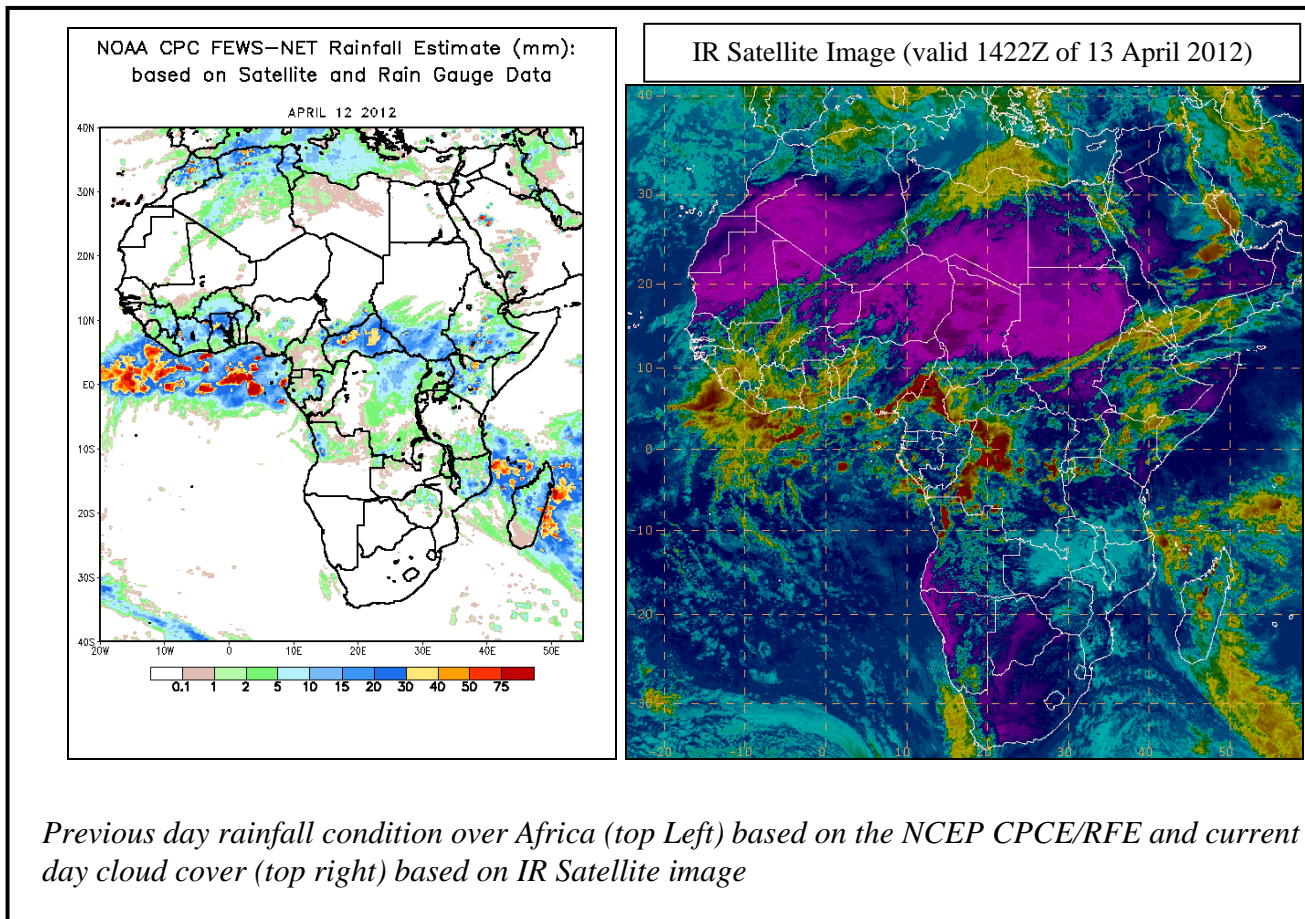 NOAA CPC FEWS-NET Rainfall Estimate (mm):
based on Satellite and Rain Gauge Data
APRIL 12 2012
40N
30N
20N
10N
EQ
10S
20S
30S
40S
20W 10W 0 10E 20E 30E 40E 50E
0.1 1 2 5 10 15 20 30 40 50 75
IR Satellite Image (valid 1422Z of 13 April 2012)
40
30
20
10
0
-10
-20
-30
-20 -10 0 10 20 30 40 50
Previous day rainfall condition over Africa (top Left) based on the NCEP CPCE/RFE and current
day cloud cover (top right) based on IR Satellite image